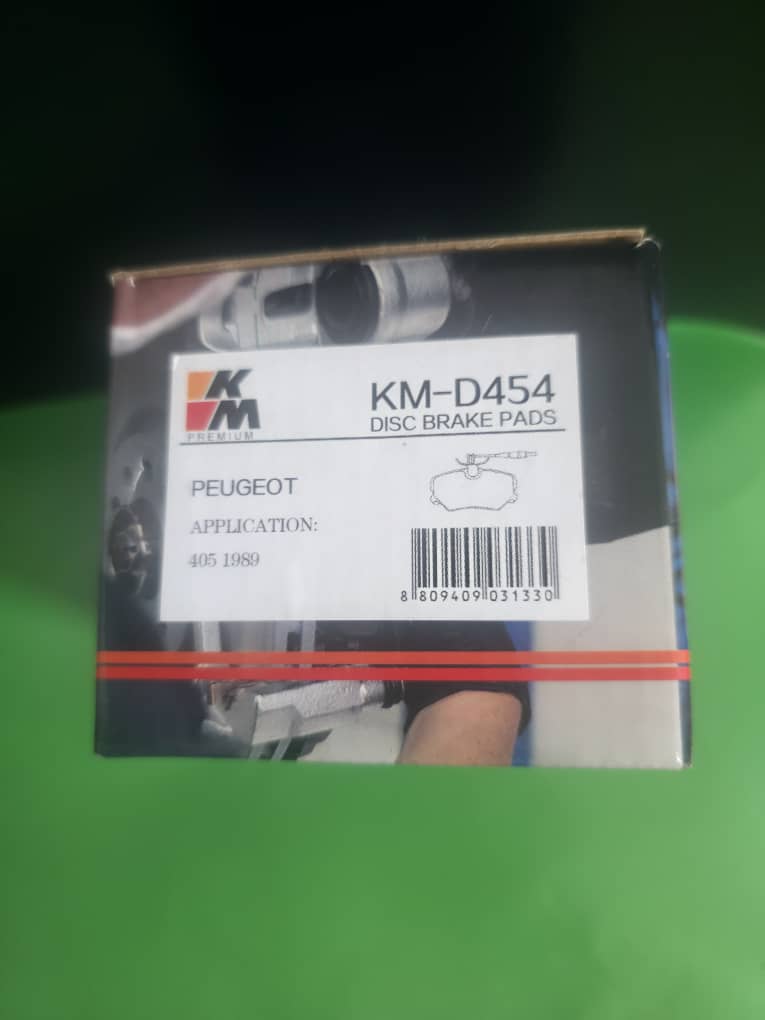 KM
PREMIUM
KM-D454
DISC BRAKE PADS
PEUGEOT
APPLICATION:
405 1989
8 809409 031330